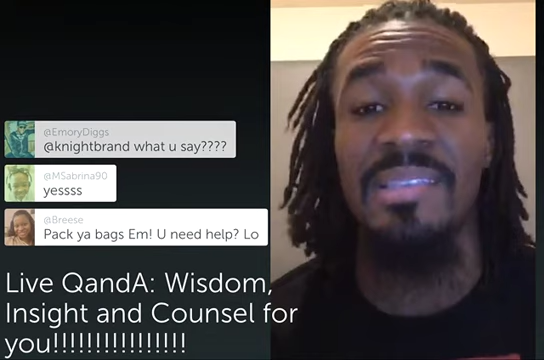 @EmoryDiggs
@knightbrand what u say????
@MSabrina90
yessss
@Breese
Pack ya bags Em! U need help? Lo
Live QandA: Wisdom,
Insight and Counsel for
you!!!!!!!!!!!!!!!!